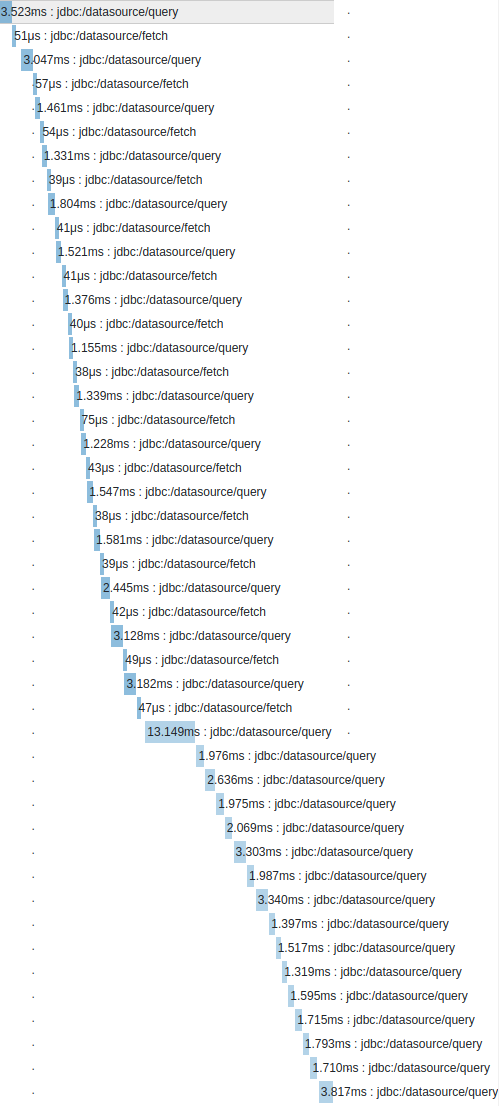 3.523ms : jdbc:/datasource/query
51µs : jdbc:/datasource/fetch
3.047ms : jdbc:/datasource/query
57µs : jdbc:/datasource/fetch
1.461ms : jdbc:/datasource/query
54µs : jdbc:/datasource/fetch
1.331ms : jdbc:/datasource/query
39µs : jdbc:/datasource/fetch
1.804ms : jdbc:/datasource/query
41µs : jdbc:/datasource/fetch
1.521ms : jdbc:/datasource/query
41µs : jdbc:/datasource/fetch
1.376ms : jdbc:/datasource/query
40µs : jdbc:/datasource/fetch
1.155ms : jdbc:/datasource/query
38µs : jdbc:/datasource/fetch
1.339ms : jdbc:/datasource/query
75µs : jdbc:/datasource/fetch
1.228ms : jdbc:/datasource/query
43µs : jdbc:/datasource/fetch
1.547ms : jdbc:/datasource/query
38µs : jdbc:/datasource/fetch
1.581ms : jdbc:/datasource/query
39µs : jdbc:/datasource/fetch
2.445ms : jdbc:/datasource/query
42µs : jdbc:/datasource/fetch
3.128ms : jdbc:/datasource/query
49µs : jdbc:/datasource/fetch
3.182ms : jdbc:/datasource/query
47µs : jdbc:/datasource/fetch
13.149ms : jdbc:/datasource/query
1.976ms : jdbc:/datasource/query
2.636ms : jdbc:/datasource/query
1.975ms : jdbc:/datasource/query
2.069ms : jdbc:/datasource/query
3.303ms : jdbc:/datasource/query
1.987ms : jdbc:/datasource/query
3.340ms : jdbc:/datasource/query
1.397ms : jdbc:/datasource/query
1.517ms : jdbc:/datasource/query
1.319ms : jdbc:/datasource/query
1.595ms : jdbc:/datasource/query
1.715ms : jdbc:/datasource/query
1.793ms : jdbc:/datasource/query
1.710ms : jdbc:/datasource/query
3.817ms : jdbc:/datasource/query